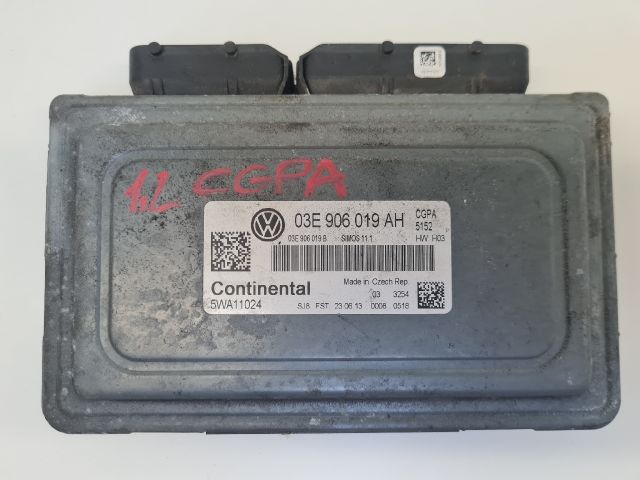 1.2 CGPA
03E 906 019 AH
CGPA
5152
03E 906 019 B SIMOS 11.1 HW H03
Made in Czech Rep.
Continental
03 3254
5WA11024
SJ8 FST 23.06.13 0008 0518